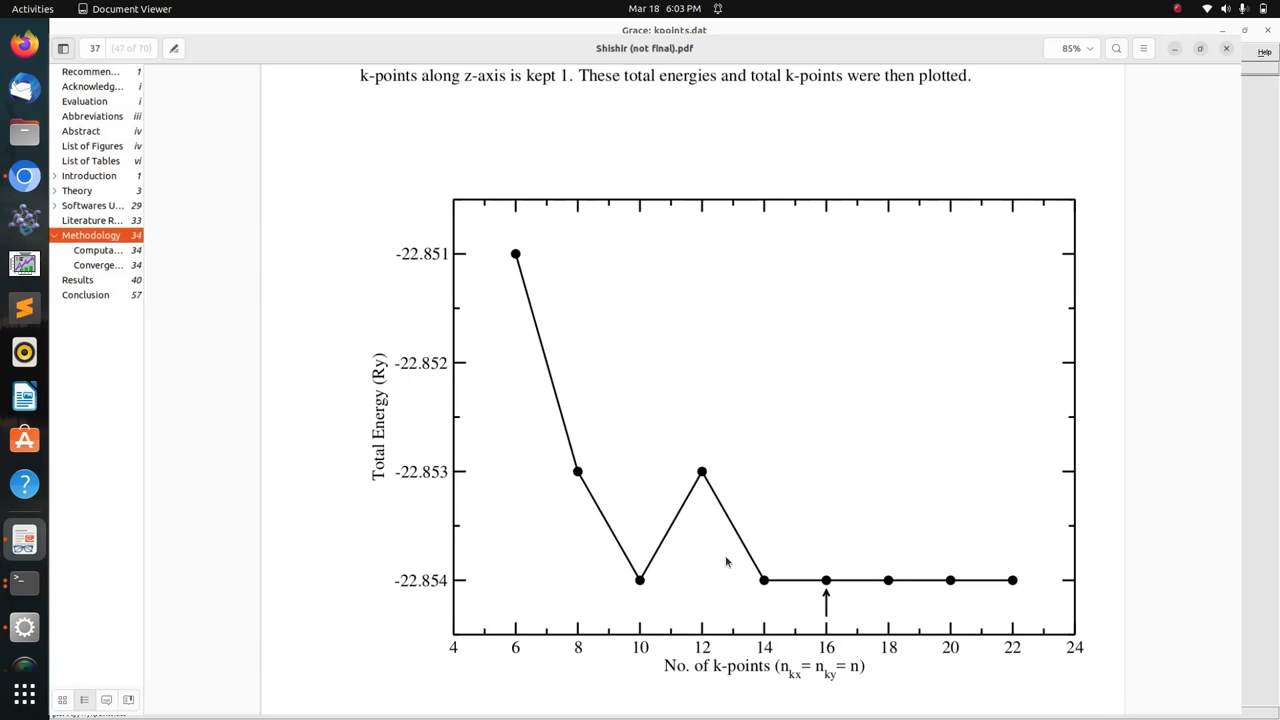 Activities
Document Viewer
Mar 18 6:03 PM
Grace: kpoints.dat
37
(47 of 70)
Shishir (not final).pdf
85%
Help
Recommen... 1
Acknowledg... i
Evaluation i
Abbreviations iii
Abstract iv
List of Figures iv
List of Tables vi
Introduction 1
Theory 3
Softwares U... 29
Literature R... 33
Methodology 34
Computa... 34
Converge... 34
Results 40
Conclusion 57
k-points along z-axis is kept 1. These total energies and total k-points were then plotted.
-22.851
-22.852
-22.853
-22.854
Total Energy (Ry)
4 6 8 10 12 14 16 18 20 22 24
No. of k-points (nkx= nky= n)